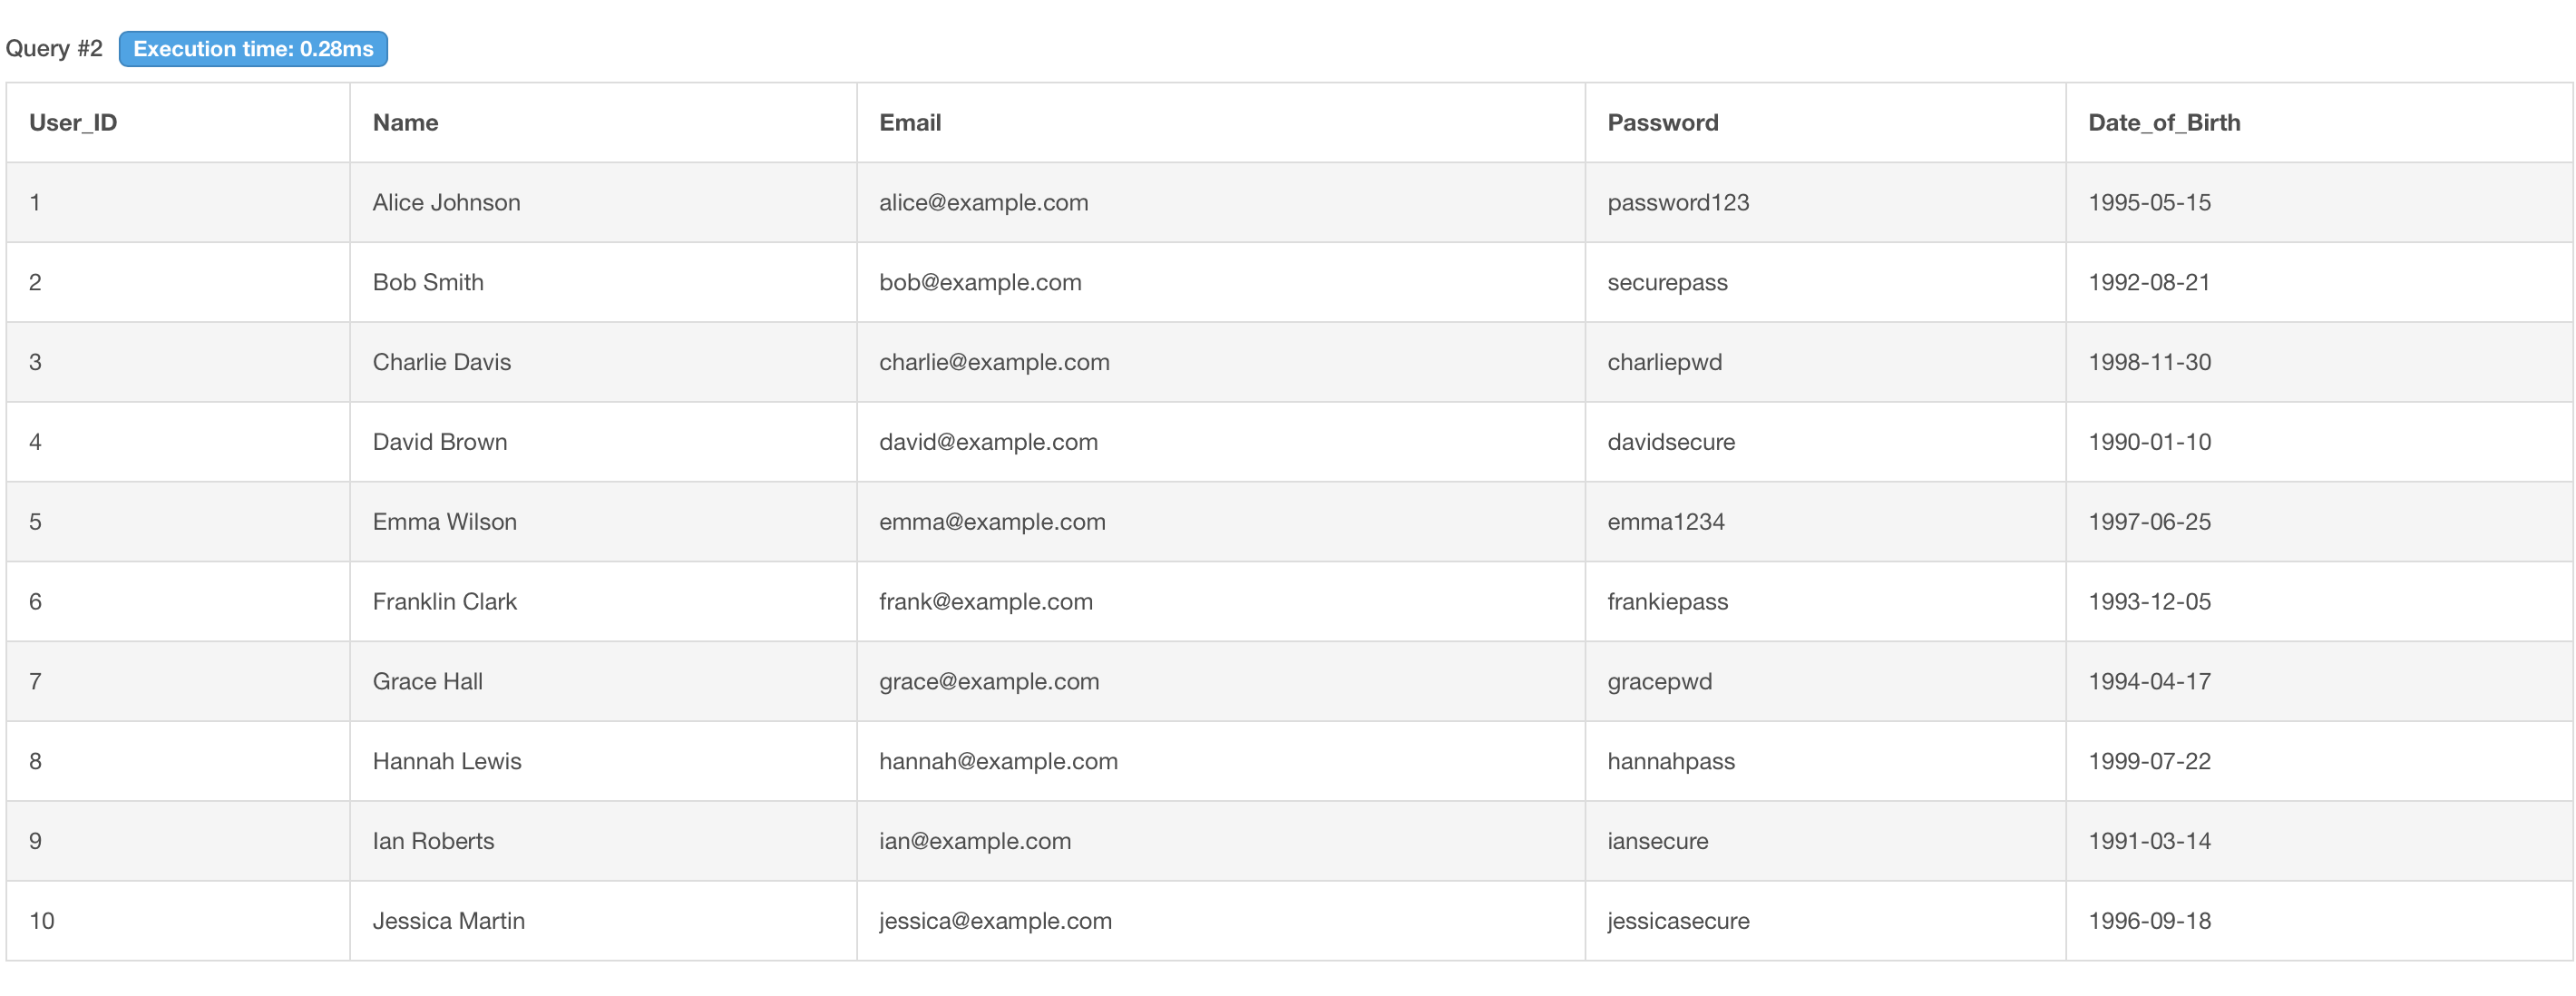 Query #2 Execution time: 0.28ms
User_ID Name Email Password Date_of_Birth
1 Alice Johnson alice@example.com password123 1995-05-15
2 Bob Smith bob@example.com securepass 1992-08-21
3 Charlie Davis charlie@example.com charliepwd 1998-11-30
4 David Brown david@example.com davidsecure 1990-01-10
5 Emma Wilson emma@example.com emma1234 1997-06-25
6 Franklin Clark frank@example.com frankiepass 1993-12-05
7 Grace Hall grace@example.com gracepwd 1994-04-17
8 Hannah Lewis hannah@example.com hannahpass 1999-07-22
9 Ian Roberts ian@example.com iansecure 1991-03-14
10 Jessica Martin jessica@example.com jessicasecure 1996-09-18